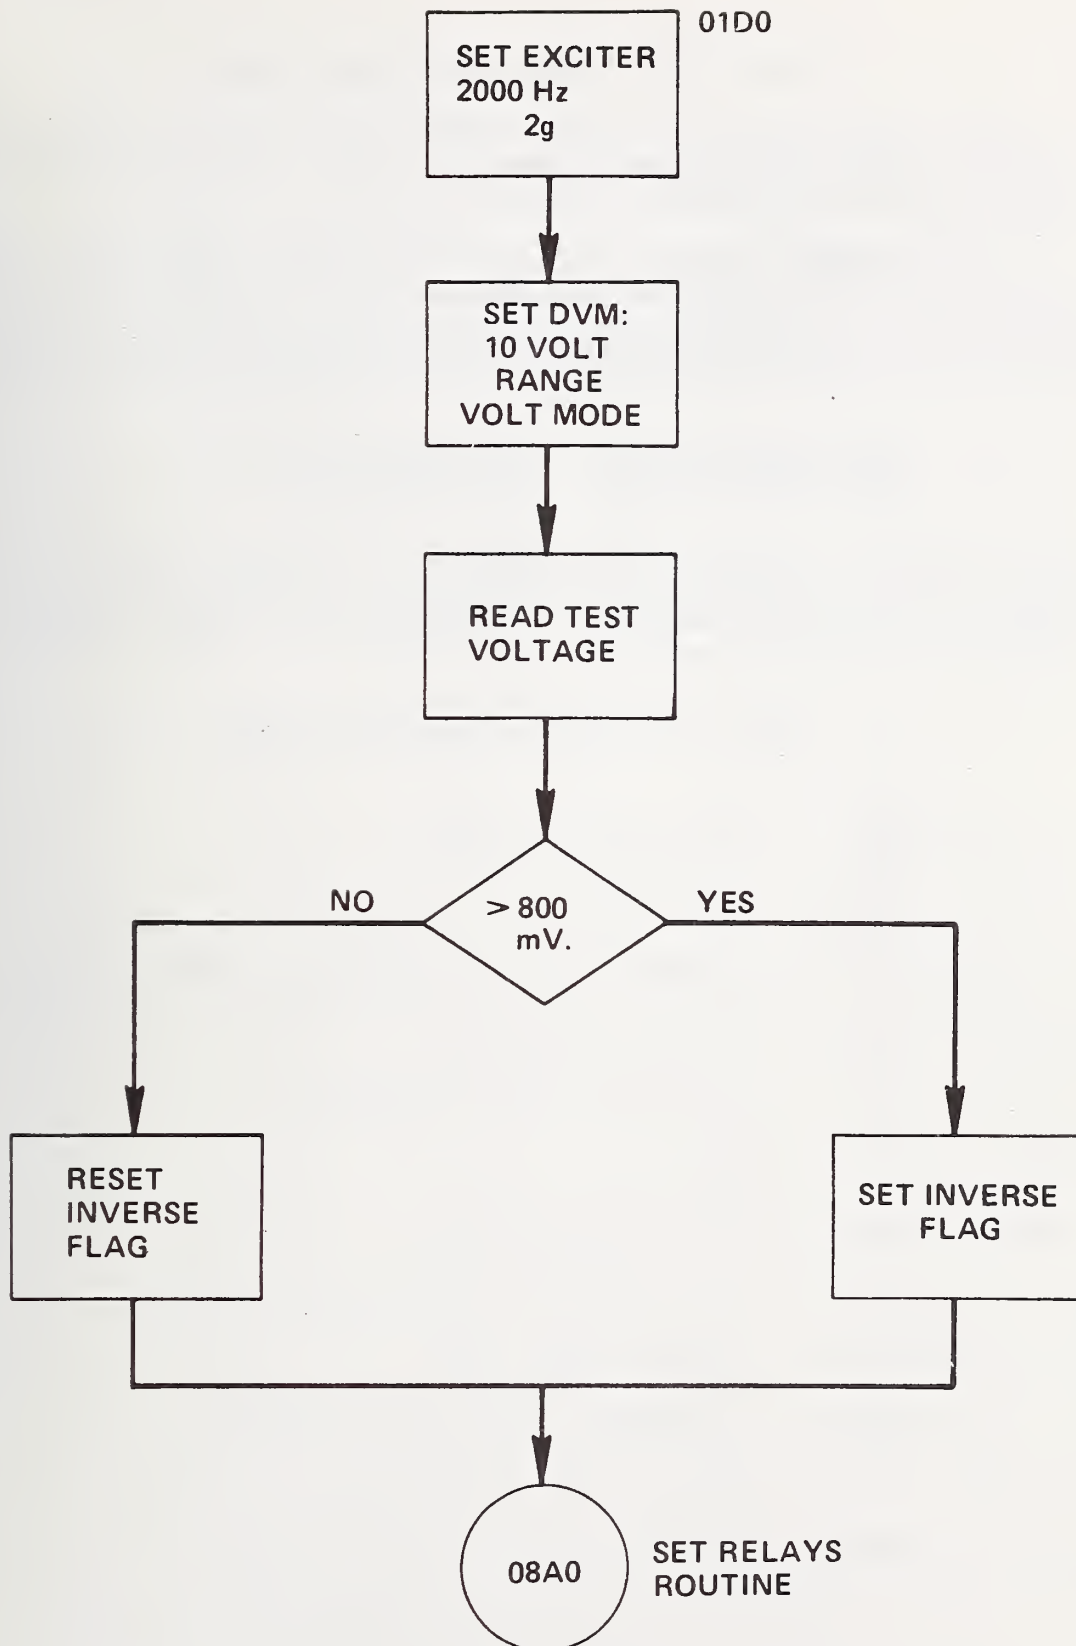 01D0
SET EXCITER
2000 Hz
2g
SET DVM:
10 VOLT
RANGE
VOLT MODE
READ TEST
VOLTAGE
NO
> 800
mV.
YES
RESET
INVERSE
FLAG
SET INVERSE
FLAG
08A0
SET RELAYS
ROUTINE